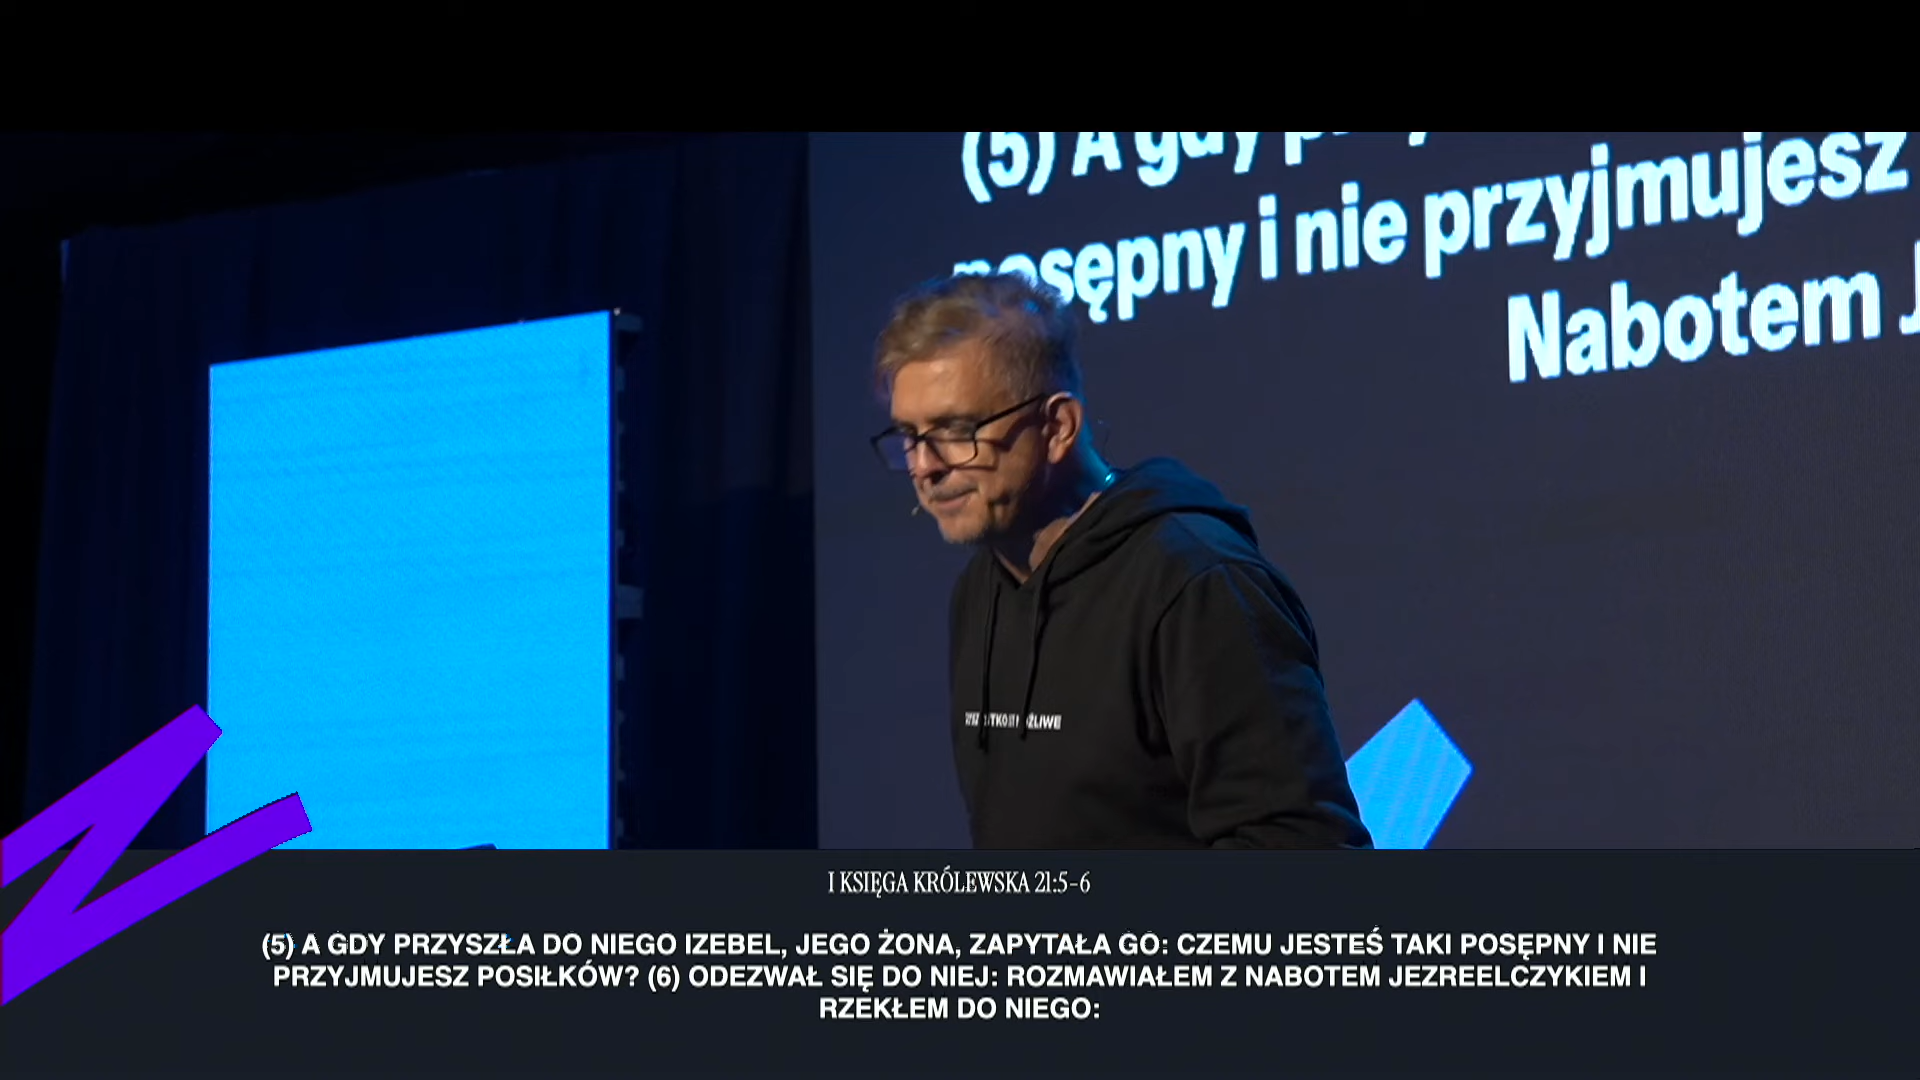 (5) A gdy
posępny i nie przyjmujesz
Nabotem
MOŻLIWE
I KSIĘGA KRÓLEWSKA 21:5-6
(5) A GDY PRZYSZŁA DO NIEGO IZEBEL, JEGO ŻONA, ZAPYTAŁA GO: CZEMU JESTEŚ TAKI POSĘPNY I NIE
PRZYJMUJESZ POSIŁKÓW? (6) ODEZWAŁ SIĘ DO NIEJ: ROZMAWIAŁEM Z NABOTEM JEZREELCZYKIEM I
RZEKŁEM DO NIEGO: